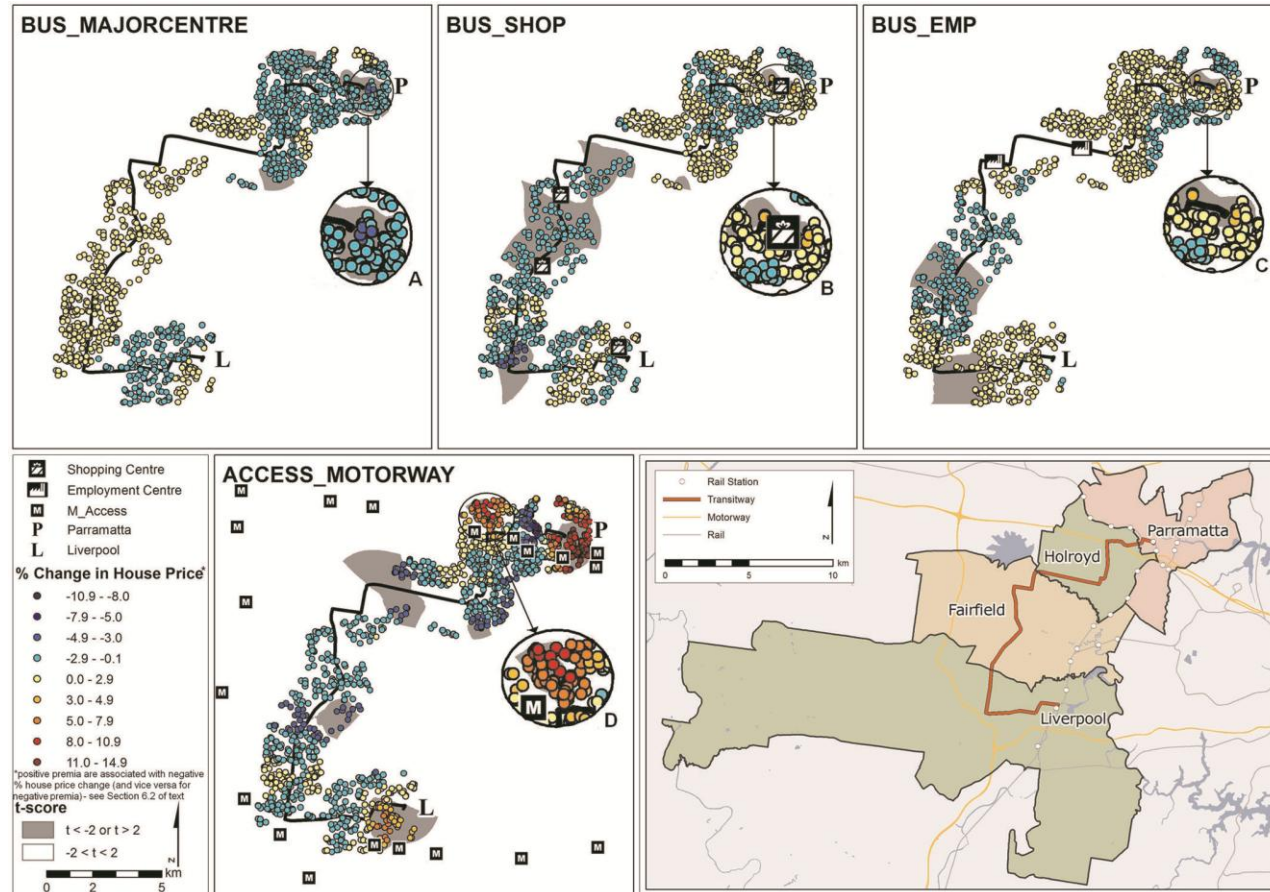 BUS_MAJORCENTRE
P
A
L
BUS_SHOP
P
B
L
BUS_EMP
P
C
L
Shopping Centre
Employment Centre
M M_Access
P Parramatta
L Liverpool
% Change in House Price*
-10.9 - -8.0
-7.9 - -5.0
-4.9 - -3.0
-2.9 - -0.1
0.0 - 2.9
3.0 - 4.9
5.0 - 7.9
8.0 - 10.9
11.0 - 14.9
*positive premia are associated with negative
% house price change (and vice versa for
negative premia) - see Section 6.2 of text
t-score
t < -2 or t > 2
-2 < t < 2
z
km
0 2 4 5
ACCESS_MOTORWAY
M
M
M
M
M
M
P
M
M
M
M
M
M
D
M
L
M
M
M
M
M
M
M
Rail Station
Transitway
Motorway
Rail
z
km
0 5 10
Parramatta
Holroyd
Fairfield
Liverpool